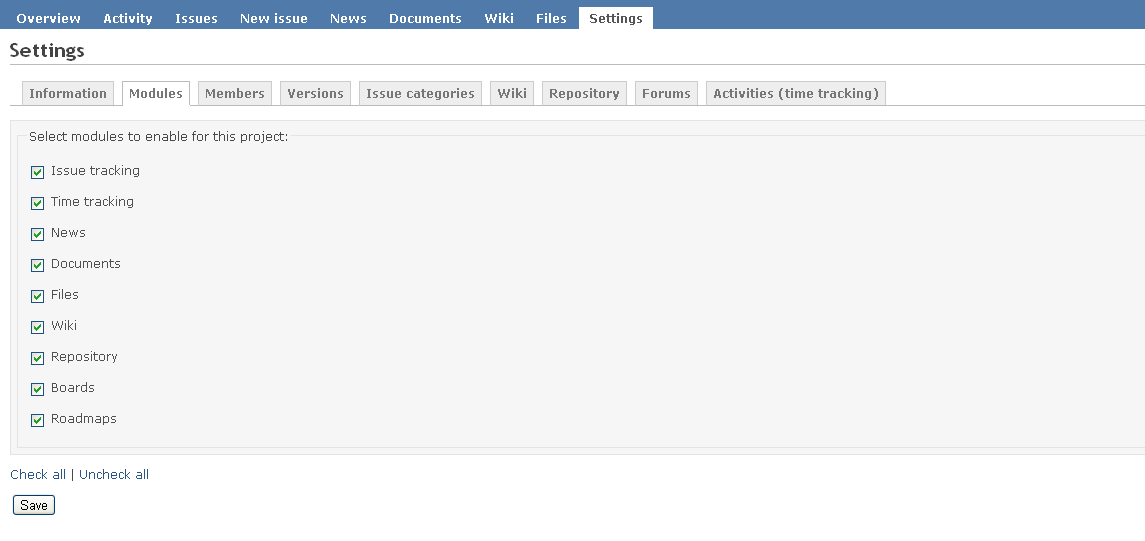 Overview Activity Issues New issue News Documents Wiki Files Settings
Settings
Information Modules Members Versions Issue categories Wiki Repository Forums Activities (time tracking)
Select modules to enable for this project:
Issue tracking
Time tracking
News
Documents
Files
Wiki
Repository
Boards
Roadmaps
Check all | Uncheck all
Save